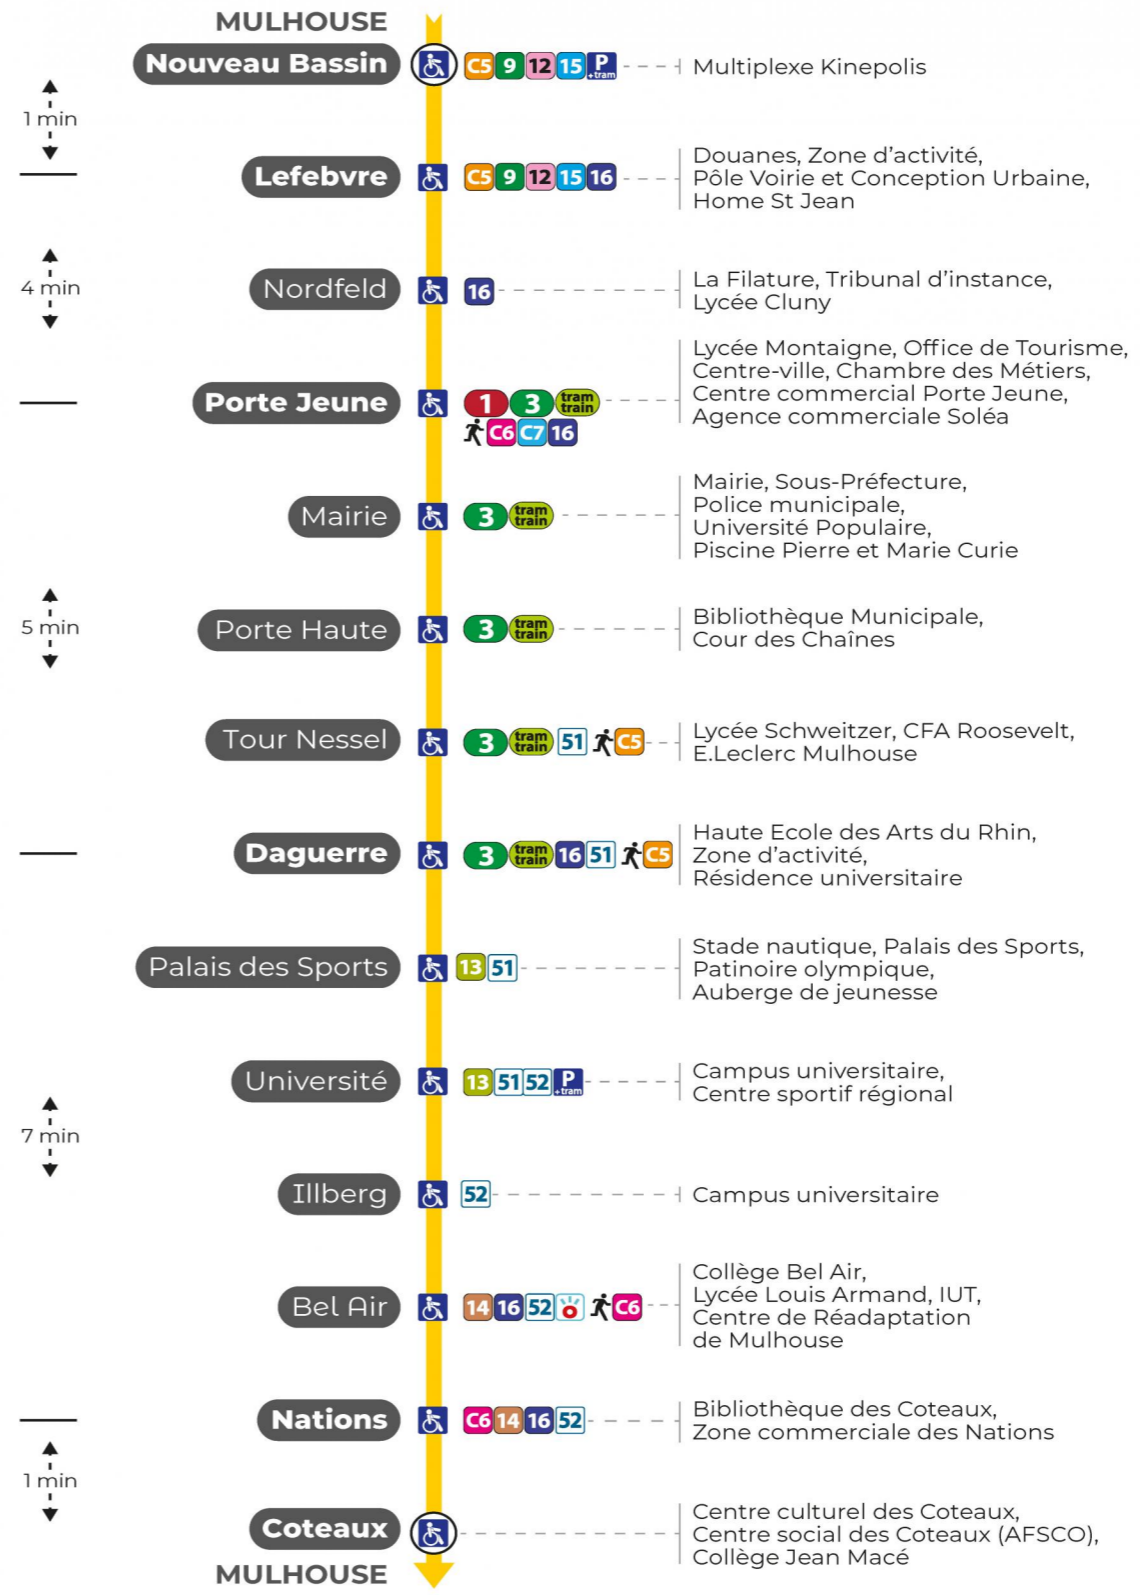 MULHOUSE
Nouveau Bassin C5 9 12 15 P +tram Multiplexe Kinepolis
1 min
Lefebvre C5 9 12 15 16
Douanes, Zone d'activité,
Pôle Voirie et Conception Urbaine,
Home St Jean
4 min
Nordfeld 16
La Filature, Tribunal d'instance,
Lycée Cluny
Porte Jeune 1 3 tram train
C6 C7 16
Lycée Montaigne, Office de Tourisme,
Centre-ville, Chambre des Métiers,
Centre commercial Porte Jeune,
Agence commerciale Soléa
Mairie 3 tram train
Mairie, Sous-Préfecture,
Police municipale,
Université Populaire,
Piscine Pierre et Marie Curie
5 min
Porte Haute 3 tram train
Bibliothèque Municipale,
Cour des Chaînes
Tour Nessel 3 tram train 51 C5
Lycée Schweitzer, CFA Roosevelt,
E.Leclerc Mulhouse
Daguerre 3 tram train 16 51 C5
Haute Ecole des Arts du Rhin,
Zone d'activité,
Résidence universitaire
Palais des Sports 13 51
Stade nautique, Palais des Sports,
Patinoire olympique,
Auberge de jeunesse
Université 13 51 52 P +tram
Campus universitaire,
Centre sportif régional
7 min
Illberg 52 Campus universitaire
Bel Air 14 16 52 C6
Collège Bel Air,
Lycée Louis Armand, IUT,
Centre de Réadaptation
de Mulhouse
Nations C6 14 16 52
Bibliothèque des Coteaux,
Zone commerciale des Nations
1 min
Coteaux
Centre culturel des Coteaux,
Centre social des Coteaux (AFSCO),
Collège Jean Macé
MULHOUSE